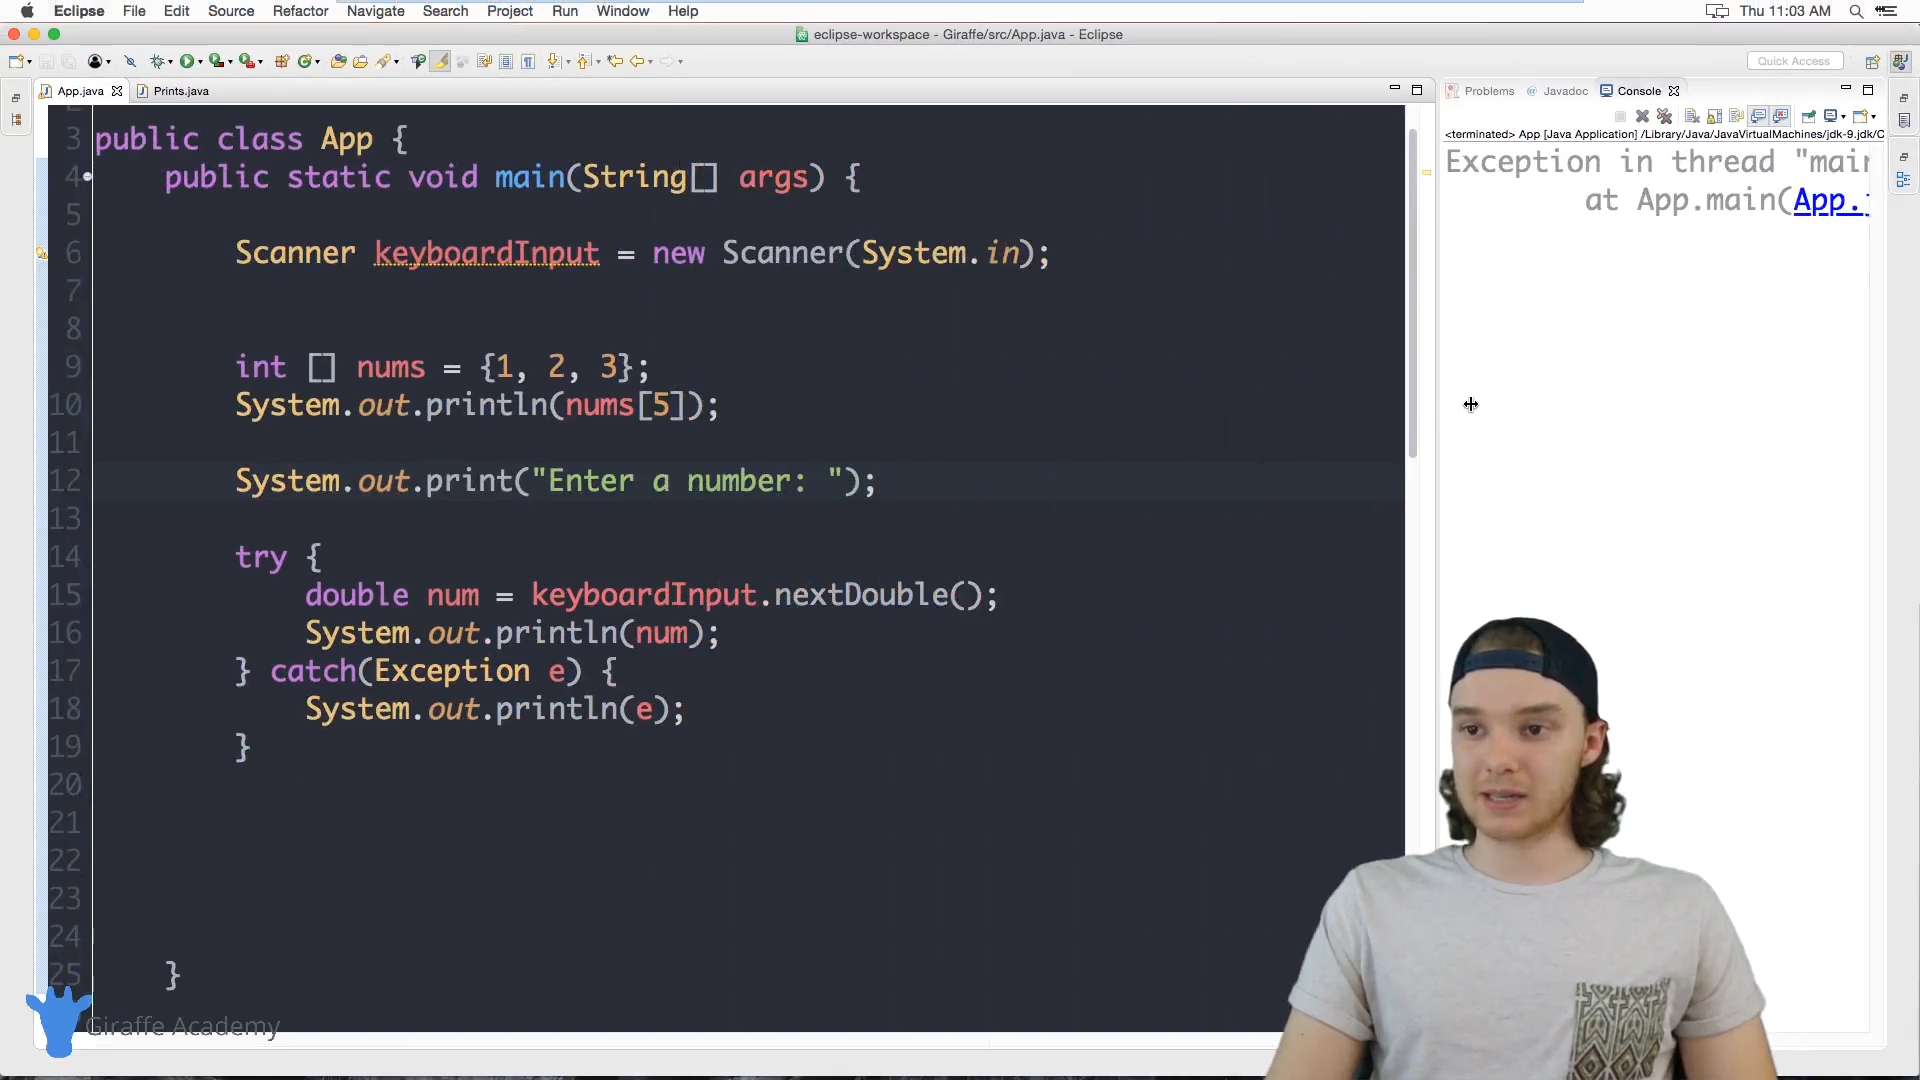 Eclipse File Edit Source Refactor Navigate Search Project Run Window Help Thu 11:03 AM
eclipse-workspace - Giraffe/src/App.java - Eclipse
Quick Access
App.java Prints.java
Problems @ Javadoc Console
<terminated> App [Java Application] /Library/Java/JavaVirtualMachines/jdk-9.jdk/C
Exception in thread "main
at App.main(App.j
3 public class App {
4 public static void main(String[] args) {
5
6 Scanner keyboardInput = new Scanner(System.in);
7
8
9 int [] nums = {1, 2, 3};
10 System.out.println(nums[5]);
11
12 System.out.print("Enter a number: ");
13
14 try {
15 double num = keyboardInput.nextDouble();
16 System.out.println(num);
17 } catch(Exception e) {
18 System.out.println(e);
19 }
20
21
22
23
24
25 }
Giraffe Academy